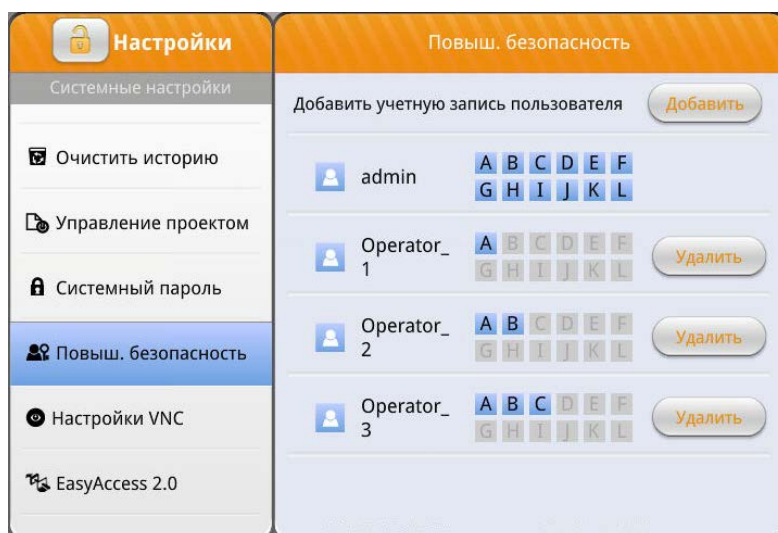 Настройки
Системные настройки
Очистить историю
Управление проектом
Системный пароль
Повыш. безопасность
Настройки VNC
EasyAccess 2.0
Повыш. безопасность
Добавить учетную запись пользователя Добавить
admin
A B C D E F
G H I J K L
Operator_
1
A B C D E F
G H I J K L
Удалить
Operator_
2
A B C D E F
G H I J K L
Удалить
Operator_
3
A B C D E F
G H I J K L
Удалить